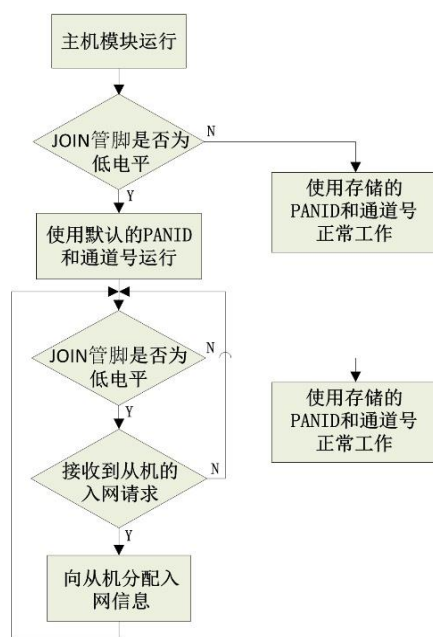 主机模块运行
JOIN管脚是否为
低电平
N
Y
使用存储的
PANID和通道号
正常工作
使用默认的PANID
和通道号运行
JOIN管脚是否为
低电平
N
Y
使用存储的
PANID和通道号
正常工作
接收到从机的
入网请求
N
Y
向从机分配入
网信息